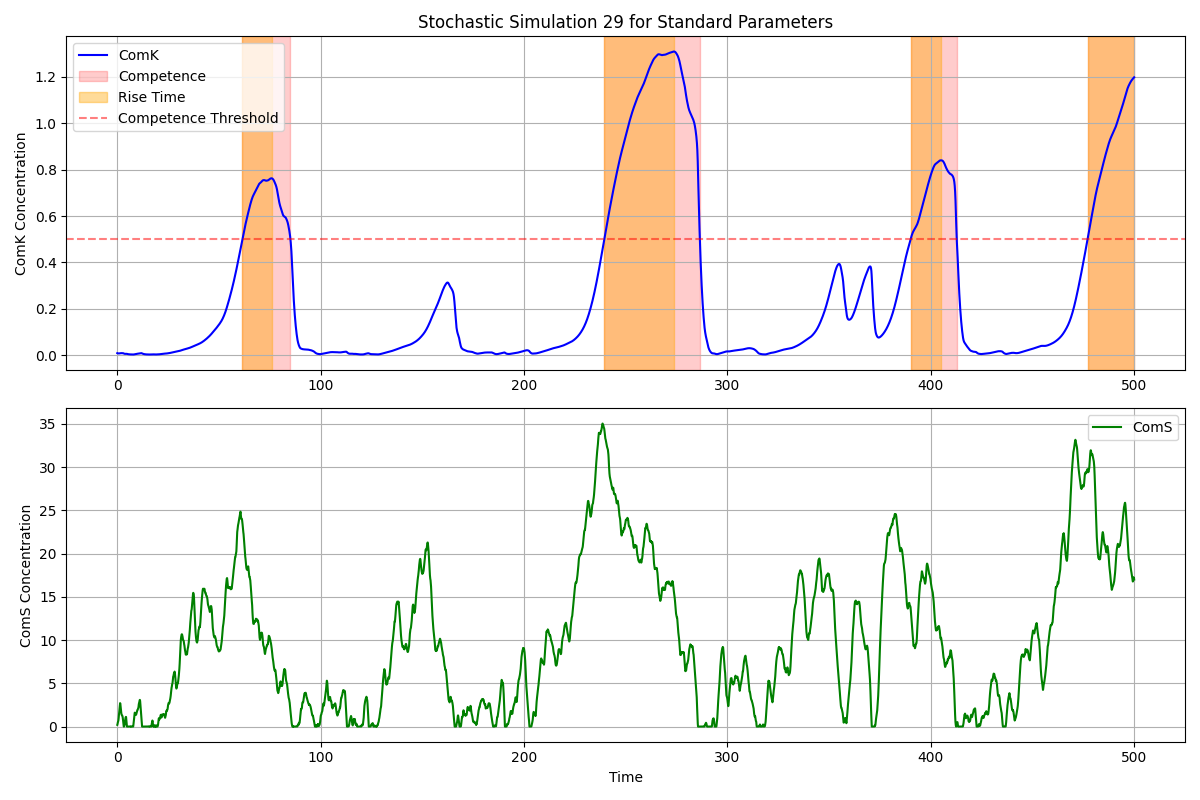 Stochastic Simulation 29 for Standard Parameters
ComK Concentration
1.2
1.0
0.8
0.6
0.4
0.2
0.0
ComK
Competence
Rise Time
Competence Threshold
0 100 200 300 400 500
ComS Concentration
35
30
25
20
15
10
5
0
ComS
0 100 200 300 400 500
Time